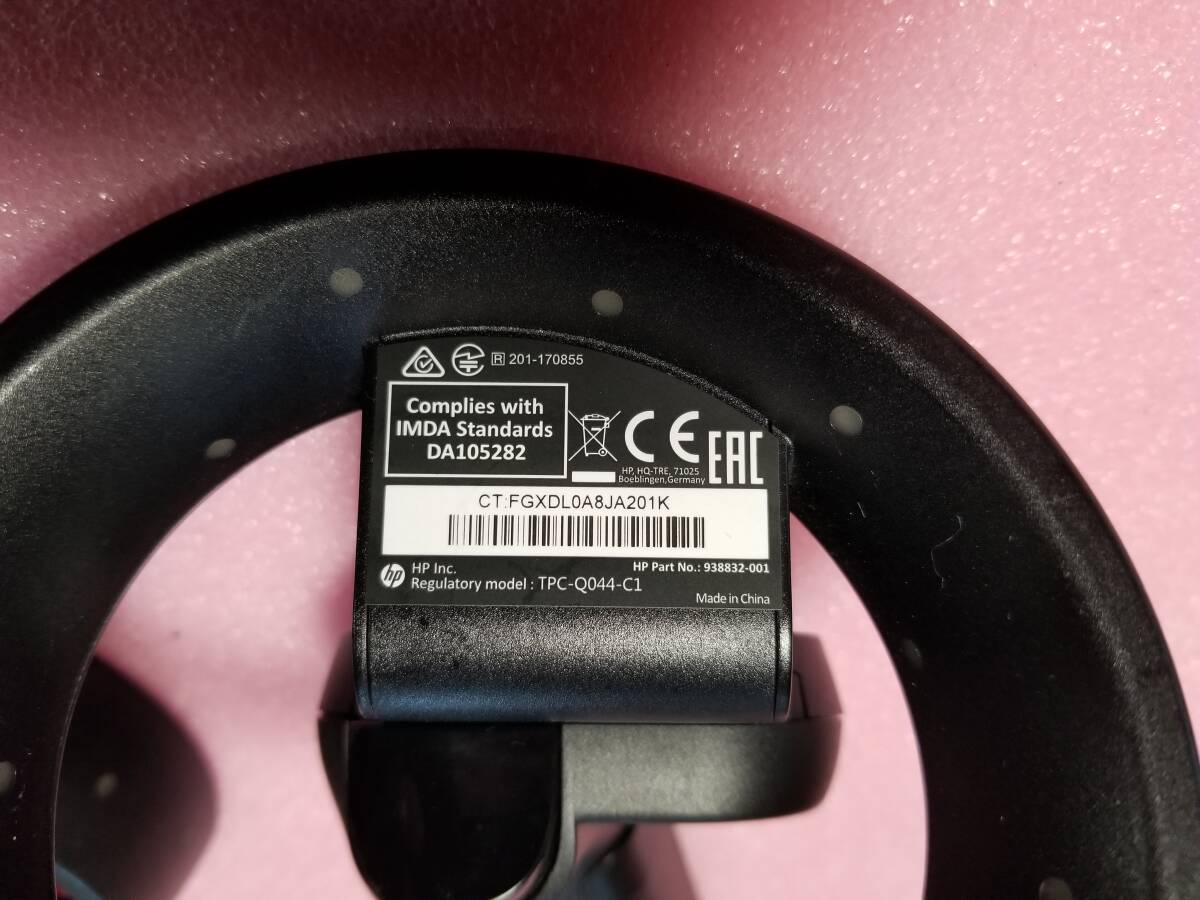 R 201-170855
Complies with
IMDA Standards
DA105282
CE
EAC
HP, HQ-TRE, 71025
Boeblingen,Germany
CT:FGXDL0A8JA201K
hp
HP Inc.
HP Part No.: 938832-001
Regulatory model : TPC-Q044-C1
Made in China